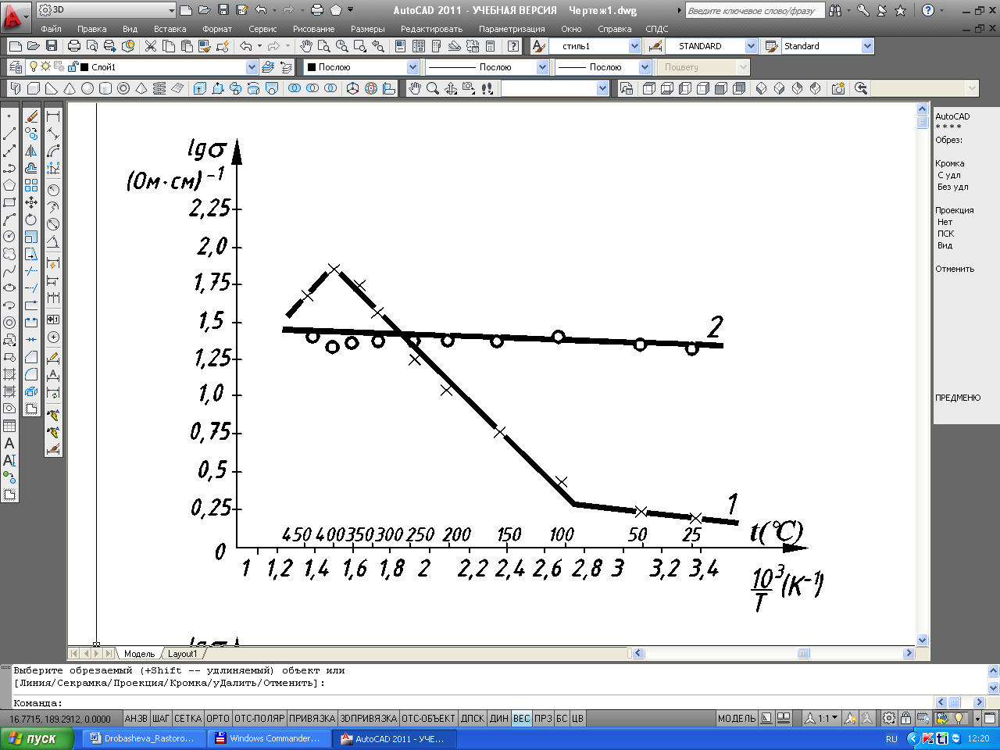 3D
AutoCAD 2011 - УЧЕБНАЯ ВЕРСИЯ Чертеж1.dwg
Введите ключевое слово/фразу
Файл Правка Вид Вставка Формат Сервис Рисование Размеры Редактировать Параметризация Окно Справка СПДС
стиль1 STANDARD Standard
Слой1 Послою Послою Послою Поцвету
AutoCAD
* * * *
Обрез:
Кромка
С удл
Без удл
Проекция
Нет
ПСК
Вид
Отменить
ПРЕДМЕНЮ
lgσ
(Ом·см)⁻¹
2,25
2,0
1,75
1,5
1,25
1,0
0,75
0,5
0,25
0
2
1
450 400 350 300 250 200 150 100 50 25 t(°C)
1 1,2 1,4 1,6 1,8 2 2,2 2,4 2,6 2,8 3 3,2 3,4
10³/T (K⁻¹)
lgσ
Модель Layout1
Выберите обрезаемый (+Shift -- удлиняемый) объект или
[Линия/Секрамка/Проекция/Кромка/уДалить/Отменить]:
Команда:
16.7715, 189.2912, 0.0000 АНЗВ ШАГ СЕТКА ОРТО ОТС-ПОЛЯР ПРИВЯЗКА 3DПРИВЯЗКА ОТС-ОБЪЕКТ ДПСК ДИН ВЕС ПРЗ БС ЦВ МОДЕЛЬ 1:1
пуск Drobasheva_Rastoro... Windows Commander... AutoCAD 2011 - УЧЕ... RU 12:20